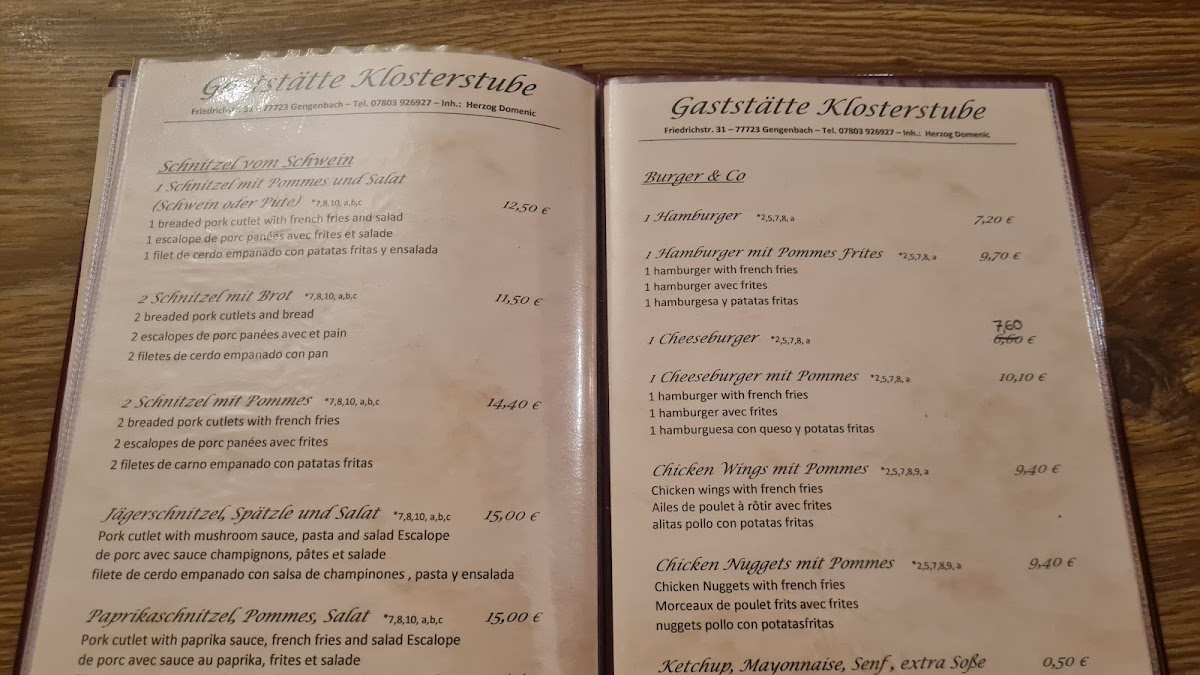 Gaststätte Klosterstube
Friedrichstr. 31 – 77723 Gengenbach – Tel. 07803 926927 – Inh.: Herzog Domenic
Schnitzel vom Schwein
1 Schnitzel mit Pommes und Salat
(Schwein oder Pute) *7,8,10, a,b,c 12,50 €
1 breaded pork cutlet with french fries and salad
1 escalope de porc panées avec frites et salade
1 filet de cerdo empanado con patatas fritas y ensalada
2 Schnitzel mit Brot *7,8,10, a,b,c 11,50 €
2 breaded pork cutlets and bread
2 escalopes de porc panées avec et pain
2 filetes de cerdo empanado con pan
2 Schnitzel mit Pommes *7,8,10, a,b,c 14,40 €
2 breaded pork cutlets with french fries
2 escalopes de porc panées avec frites
2 filetes de carno empanado con patatas fritas
Jägerschnitzel, Spätzle und Salat *7,8,10, a,b,c 15,00 €
Pork cutlet with mushroom sauce, pasta and salad Escalope
de porc avec sauce champignons, pâtes et salade
filete de cerdo empanado con salsa de champinones , pasta y ensalada
Paprikaschnitzel, Pommes, Salat *7,8,10, a,b,c 15,00 €
Pork cutlet with paprika sauce, french fries and salad Escalope
de porc avec sauce au paprika, frites et salade
Gaststätte Klosterstube
Friedrichstr. 31 – 77723 Gengenbach – Tel. 07803 926927 – Inh.: Herzog Domenic
Burger & Co
1 Hamburger *2,5,7,8, a 7,20 €
1 Hamburger mit Pommes Frites *2,5,7,8, a 9,70 €
1 hamburger with french fries
1 hamburger avec frites
1 hamburgesa y patatas fritas
7,60
1 Cheeseburger *2,5,7,8, a 6,60 €
1 Cheeseburger mit Pommes *2,5,7,8, a 10,10 €
1 hamburger with french fries
1 hamburger avec frites
1 hamburguesa con queso y potatas fritas
Chicken Wings mit Pommes *2,5,7,8,9, a 9,40 €
Chicken wings with french fries
Ailes de poulet à rôtir avec frites
alitas pollo con potatas fritas
Chicken Nuggets mit Pommes *2,5,7,8,9, a 9,40 €
Chicken Nuggets with french fries
Morceaux de poulet frits avec frites
nuggets pollo con potatasfritas
Ketchup, Mayonnaise, Senf , extra Soße 0,50 €